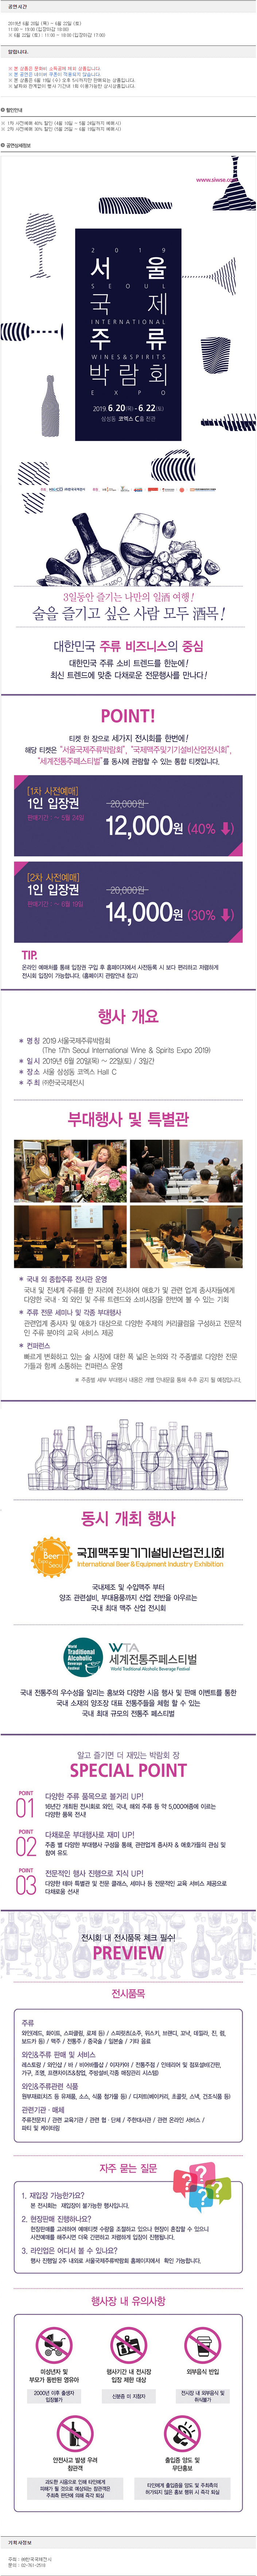 공연시간
2019년 6월 20일 (목) ~ 6월 22일 (토)
11:00 ~ 19:00 (입장마감 18:00)
※ 6월 22일 (토) : 11:00 ~ 18:00 (입장마감 17:00)
알립니다.
※ 본 상품은 문화비 소득공제 제외 상품입니다.
※ 본 공연은 네이버 쿠폰이 적용되지 않습니다.
※ 본 상품은 6월 19일 (수) 오후 5시까지만 판매되는 상품입니다.
※ 날짜와 관계없이 행사 기간내 1회 이용가능한 상시상품입니다.
할인안내
※ 1차 사전예매 40% 할인 (4월 10일 ~ 5월 24일까지 예매시)
※ 2차 사전예매 30% 할인 (5월 25일 ~ 6월 19일까지 예매시)
공연상세정보
2019
서울
SEOUL
국제
INTERNATIONAL
주류
WINE&SPIRITS
박람회
EXPO
2019. 6. 20(목) - 6. 22(토)
삼성동·코엑스 C홀 전관
3일동안 즐기는 나만의 일酒 여행!
술을 즐기고 싶은 사람 모두 酒목!
대한민국 주류 비즈니스의 중심
대한민국 주류 소비 트렌드를 한눈에!
최신 트렌드에 맞춘 다채로운 전문행사를 만나다!
POINT!
티켓 한 장으로 세가지 전시회를 한번에!
해당 티켓은 "서울국제주류박람회", "국제맥주및기기설비산업전시회",
"세계전통주페스티벌"를 동시에 관람할 수 있는 통합 티켓입니다.
[1차 사전예매]
1인 입장권
판매기간 : ~ 5월 24일
20,000원
12,000원 (40% ⬇)
[2차 사전예매]
1인 입장권
판매기간 : ~ 6월 19일
20,000원
14,000원 (30% ⬇)
TIP.
온라인 예매처를 통해 입장권 구입 후 홈페이지에서 사전등록 시 보다 편리하고 저렴하게
전시회 입장이 가능합니다. (홈페이지 관람안내 참고)
행사 개요
* 명칭 2019 서울국제주류박람회
(The 17th Seoul International Wine & Spirits Expo 2019)
* 일시 2019년 6월 20일(목) ~ 22일(토) / 3일간
* 장소 서울 삼성동 코엑스 Hall C
* 주최 ㈜한국국제전시
부대행사 및 특별관
* 국내 외 종합주류 전시관 운영
국내 및 전세계 주류를 한 자리에 전시하여 애호가 및 관련 업계 종사자들에게
다양한 국내·외 와인 및 주류 트렌드와 소비시장을 한번에 볼 수 있는 기회
* 주류 전문 세미나 및 각종 부대행사
관련업계 종사자 및 애호가 대상으로 다양한 주제의 커리큘럼을 구성하고 전문적
인 주류 분야의 교육 서비스 제공
* 컨퍼런스
빠르게 변화하고 있는 술 시장에 대한 폭 넓은 논의와 각 주종별로 다양한 전문
가들과 함께 소통하는 컨퍼런스 운영
※ 주종별 세부 부대행사 내용은 개별 안내문을 통해 추후 공지 될 예정입니다.
동시 개최 행사
국제맥주및기기설비산업전시회
International Beer & Equipment Industry Exhibition
국내제조 및 수입맥주 부터
양조 관련설비, 부대용품까지 산업 전반을 아우르는
국내 최대 맥주 산업 전시회
World
Traditional
Alcoholic
Beverage
Festival
WTA
세계전통주페스티벌
World Traditional Alcoholic Beverage Festival
국내 전통주의 우수성을 알리는 홍보와 다양한 시음 행사 및 판매 이벤트를 통한
국내 소재의 양조장 대표 전통주들을 체험 할 수 있는
국내 최대 규모의 전통주 페스티벌
알고 즐기면 더 재밌는 박람회 장
SPECIAL POINT
POINT
01
다양한 주류 품목으로 볼거리 UP!
16년간 개최된 전시회로 와인, 국내, 해외 주류 등 약 5,000여종에 이르는
다양한 품목 전시!
POINT
02
다채로운 부대행사로 재미 UP!
주종 별 다양한 부대행사 구성을 통해, 관련업계 종사자 & 애호가들의 관심 및
참여 유도
POINT
03
전문적인 행사 진행으로 지식 UP!
다양한 테마 특별관 및 전문 클래스, 세미나 등 전문적인 교육 서비스 제공으로
다채로움 선사!
전시회 내 전시품목 체크 필수!
PREVIEW
전시품목
주류
와인(레드, 화이트, 스파클링, 로제 등) / 스피릿츠(소주, 위스키, 브랜디, 꼬냑, 데낄라, 진, 럼,
보드카 등) / 맥주 / 전통주 / 중국술 / 일본술 / 기타 음료
와인&주류 판매 및 서비스
레스토랑 / 와인샵 / 바 / 비어바틀샵 / 이자카야 / 전통주점 / 인테리어 및 점포설비(간판,
가구, 조명, 프랜차이즈&창업, 주방설비,각종 매장관리 시스템)
와인&주류관련 식품
원부재료(치즈 등 유제품, 소스, 식품 첨가물 등) / 디저트(베이커리, 초콜릿, 스낵, 건조식품 등)
관련기관·매체
주류전문지 / 관련 교육기관 / 관련 협·단체 / 주한대사관 / 관련 온라인 서비스 /
파티 및 케이터링
자주 묻는 질문
1. 재입장 가능한가요?
본 전시회는 재입장이 불가능한 행사입니다.
2. 현장판매 진행하나요?
현장판매를 고려하여 예매티켓 수량을 조절하고 있으니 현장이 혼잡할 수 있으니
사전예매를 해주시면 더욱 간편하고 저렴하게 입장이 진행됩니다.
3. 라인업은 어디서 볼 수 있나요?
행사 진행일 2주 내외로 서울국제주류박람회 홈페이지에서 확인 가능합니다.
행사장 내 유의사항
미성년자 및
부모가 동반된 영유아
2000년 이후 출생자
입장불가
행사기간 내 전시장
입장 제한 대상
신분증 미 지참자
외부음식 반입
전시장 내 외부음식 및
취식불가
안전사고 발생 우려
참관객
과도한 시음으로 인해 타인에게
피해가 될 것으로 예상되는 참관객은
주최측 판단에 의해 즉각 퇴실
출입증 양도 및
무단홍보
타인에게 출입증을 양도 및 주최측의
허가되지 않은 홍보 행위 시 즉각 퇴실
기획사정보
주최 : ㈜한국국제전시
문의 : 02-761-2516